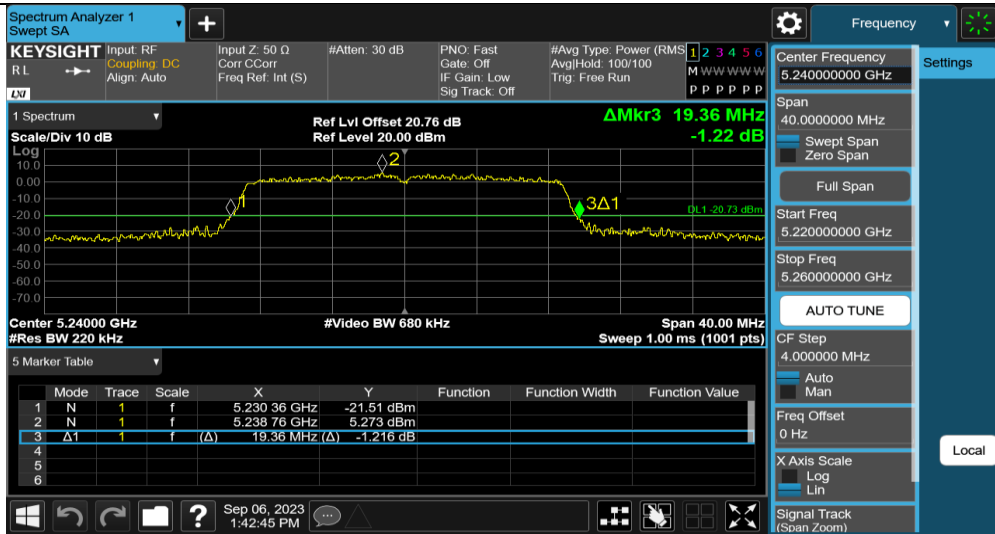 Spectrum Analyzer 1
Swept SA
Frequency
KEYSIGHT
R L
LXI
Input: RF
Coupling: DC
Align: Auto
Input Z: 50 Ω
Corr CCorr
Freq Ref: Int (S)
#Atten: 30 dB
PNO: Fast
Gate: Off
IF Gain: Low
Sig Track: Off
#Avg Type: Power (RMS
Avg|Hold: 100/100
Trig: Free Run
1 2 3 4 5 6
M W W W W W
P P P P P P
1 Spectrum
Scale/Div 10 dB
Ref Lvl Offset 20.76 dB
Ref Level 20.00 dBm
ΔMkr3 19.36 MHz
-1.22 dB
Log
10.0
0.00
-10.0
-20.0
-30.0
-40.0
-50.0
-60.0
-70.0
1
2
3Δ1
DL1 -20.73 dBm
Center 5.24000 GHz
#Video BW 680 kHz
Span 40.00 MHz
#Res BW 220 kHz
Sweep 1.00 ms (1001 pts)
5 Marker Table
Mode Trace Scale X Y Function Function Width Function Value
1 N 1 f 5.230 36 GHz -21.51 dBm
2 N 1 f 5.238 76 GHz 5.273 dBm
3 Δ1 1 f (Δ) 19.36 MHz (Δ) -1.216 dB
4
5
6
Sep 06, 2023
1:42:45 PM
Center Frequency
5.240000000 GHz
Span
40.0000000 MHz
Swept Span
Zero Span
Full Span
Start Freq
5.220000000 GHz
Stop Freq
5.260000000 GHz
AUTO TUNE
CF Step
4.000000 MHz
Auto
Man
Freq Offset
0 Hz
X Axis Scale
Log
Lin
Signal Track
(Span Zoom)
Settings
Local